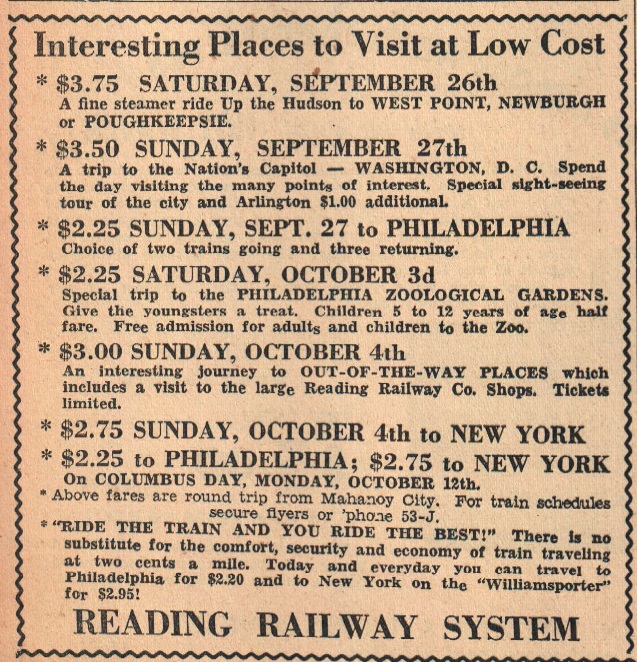 Interesting Places to Visit at Low Cost
* $3.75 SATURDAY, SEPTEMBER 26th
A fine steamer ride Up the Hudson to WEST POINT, NEWBURGH
or POUGHKEEPSIE.
* $3.50 SUNDAY, SEPTEMBER 27th
A trip to the Nation's Capitol — WASHINGTON, D. C. Spend
the day visiting the many points of interest. Special sight-seeing
tour of the city and Arlington $1.00 additional.
* $2.25 SUNDAY, SEPT. 27 to PHILADELPHIA
Choice of two trains going and three returning.
* $2.25 SATURDAY, OCTOBER 3d
Special trip to the PHILADELPHIA ZOOLOGICAL GARDENS.
Give the youngsters a treat. Children 5 to 12 years of age half
fare. Free admission for adults and children to the Zoo.
* $3.00 SUNDAY, OCTOBER 4th
An interesting journey to OUT-OF-THE-WAY PLACES which
includes a visit to the large Reading Railway Co. Shops. Tickets
limited.
* $2.75 SUNDAY, OCTOBER 4th to NEW YORK
* $2.25 to PHILADELPHIA; $2.75 to NEW YORK
On COLUMBUS DAY, MONDAY, OCTOBER 12th.
* Above fares are round trip from Mahanoy City. For train schedules
secure flyers or 'phone 53-J.
* "RIDE THE TRAIN AND YOU RIDE THE BEST!" There is no
substitute for the comfort, security and economy of train traveling
at two cents a mile. Today and everyday you can travel to
Philadelphia for $2.20 and to New York on the "Williamsporter"
for $2.95!
READING RAILWAY SYSTEM